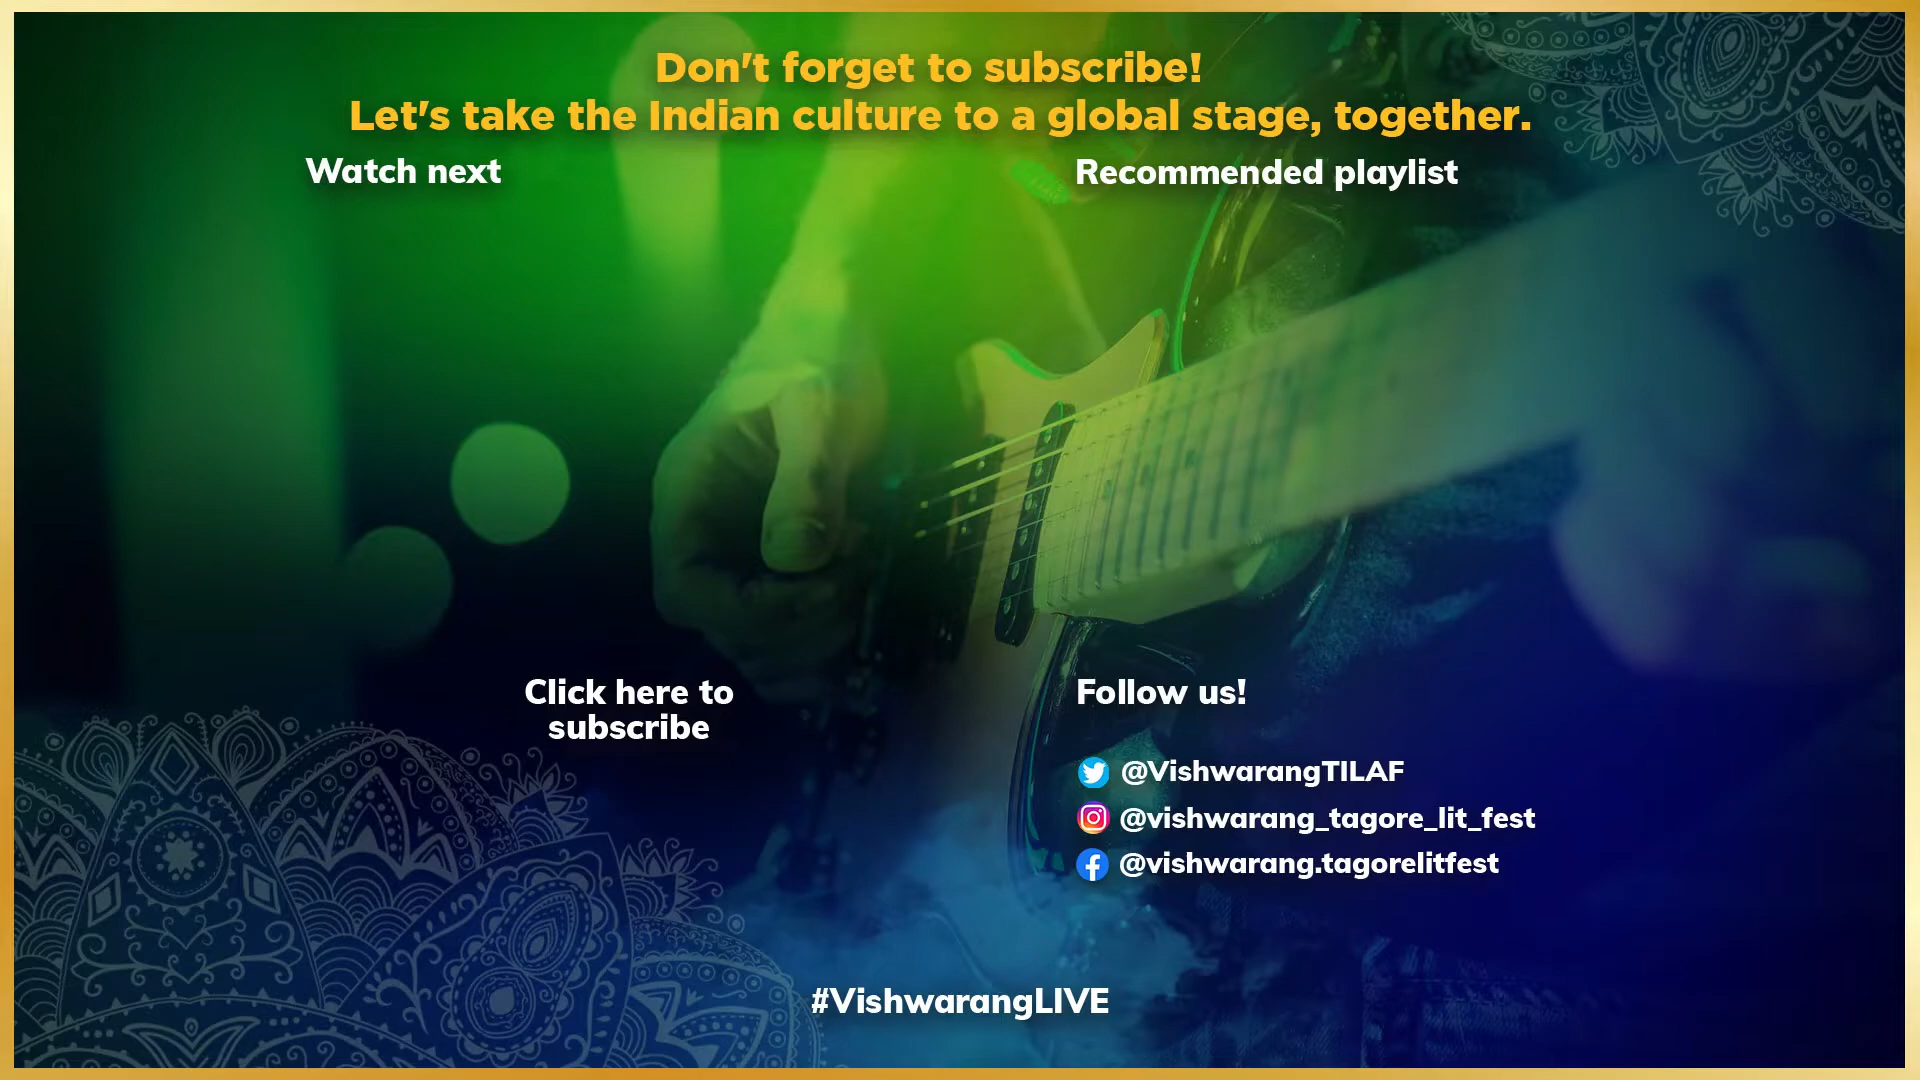 Don't forget to subscribe!
Let's take the Indian culture to a global stage, together.
Watch next
Recommended playlist
Click here to
subscribe
Follow us!
@VishwarangTILAF
@vishwarang_tagore_lit_fest
@vishwarang.tagorelitfest
#VishwarangLIVE